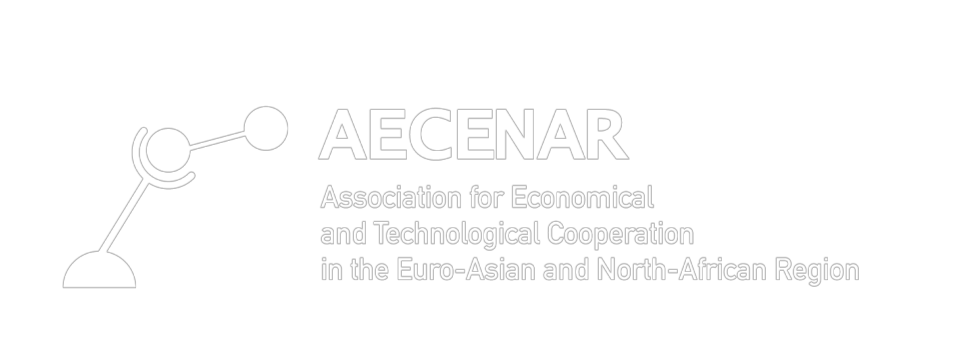 AECENAR
Association for Economical
and Technological Cooperation
in the Euro-Asian and North-African Region